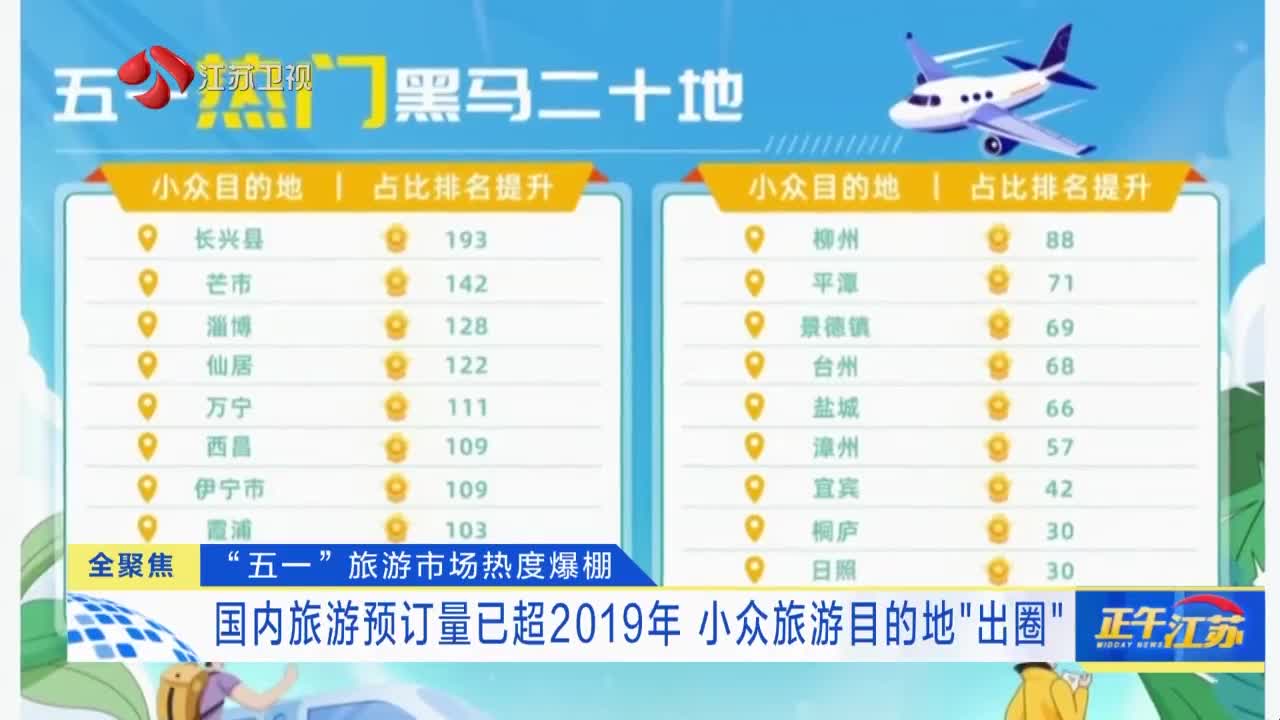 江苏卫视
五一热门黑马二十地
小众目的地 | 占比排名提升
长兴县 193
芒市 142
淄博 128
仙居 122
万宁 111
西昌 109
伊宁市 109
霞浦 103
小众目的地 | 占比排名提升
柳州 88
平潭 71
景德镇 69
台州 68
盐城 66
漳州 57
宜宾 42
桐庐 30
日照 30
全聚焦 “五一”旅游市场热度爆棚
国内旅游预订量已超2019年 小众旅游目的地"出圈"
正午江苏
MIDDAY NEWS